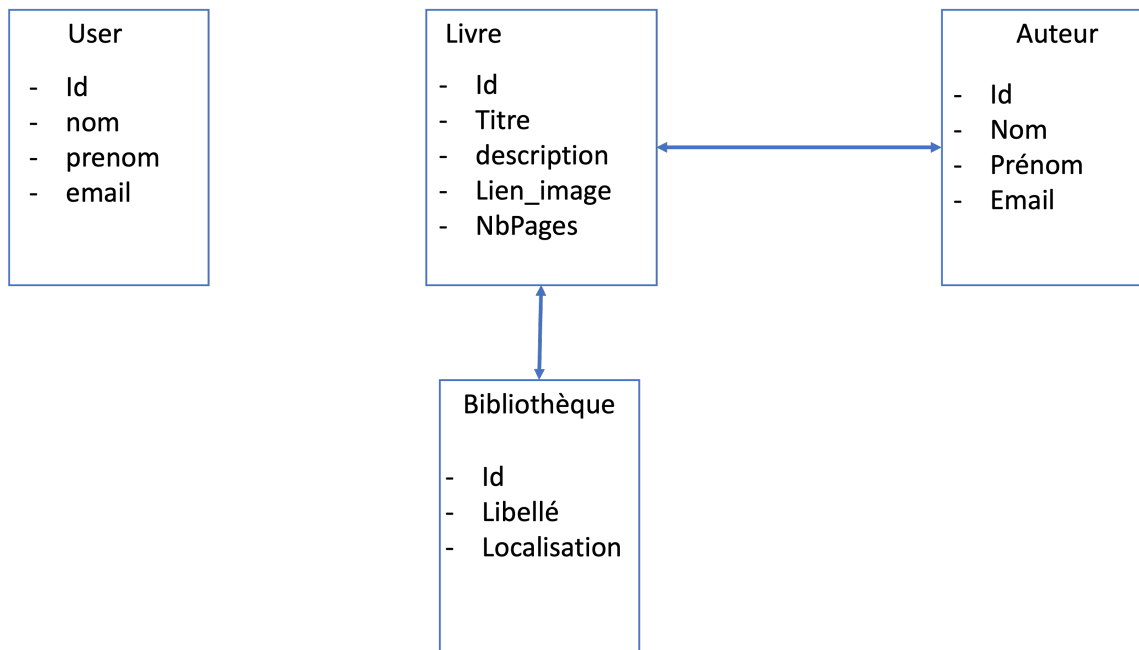 User
- Id
- nom
- prenom
- email
Livre
- Id
- Titre
- description
- Lien_image
- NbPages
Auteur
- Id
- Nom
- Prénom
- Email
Bibliothèque
- Id
- Libellé
- Localisation